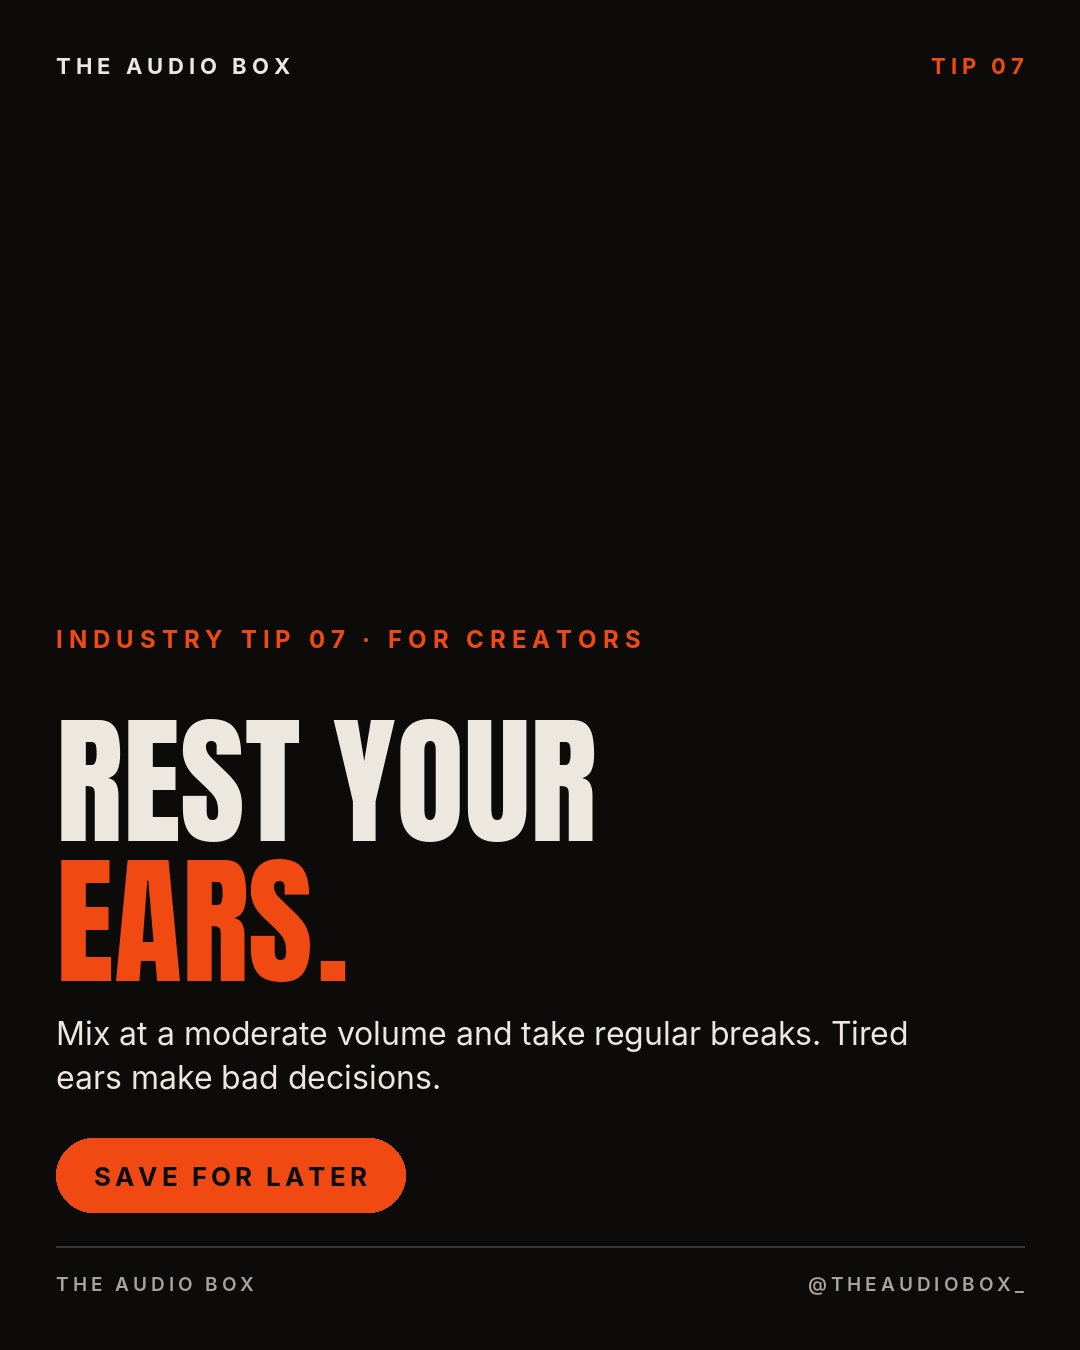 THE AUDIO BOX
TIP 07
INDUSTRY TIP 07 · FOR CREATORS
REST YOUR
EARS.
Mix at a moderate volume and take regular breaks. Tired
ears make bad decisions.
SAVE FOR LATER
THE AUDIO BOX
@THEAUDIOBOX_